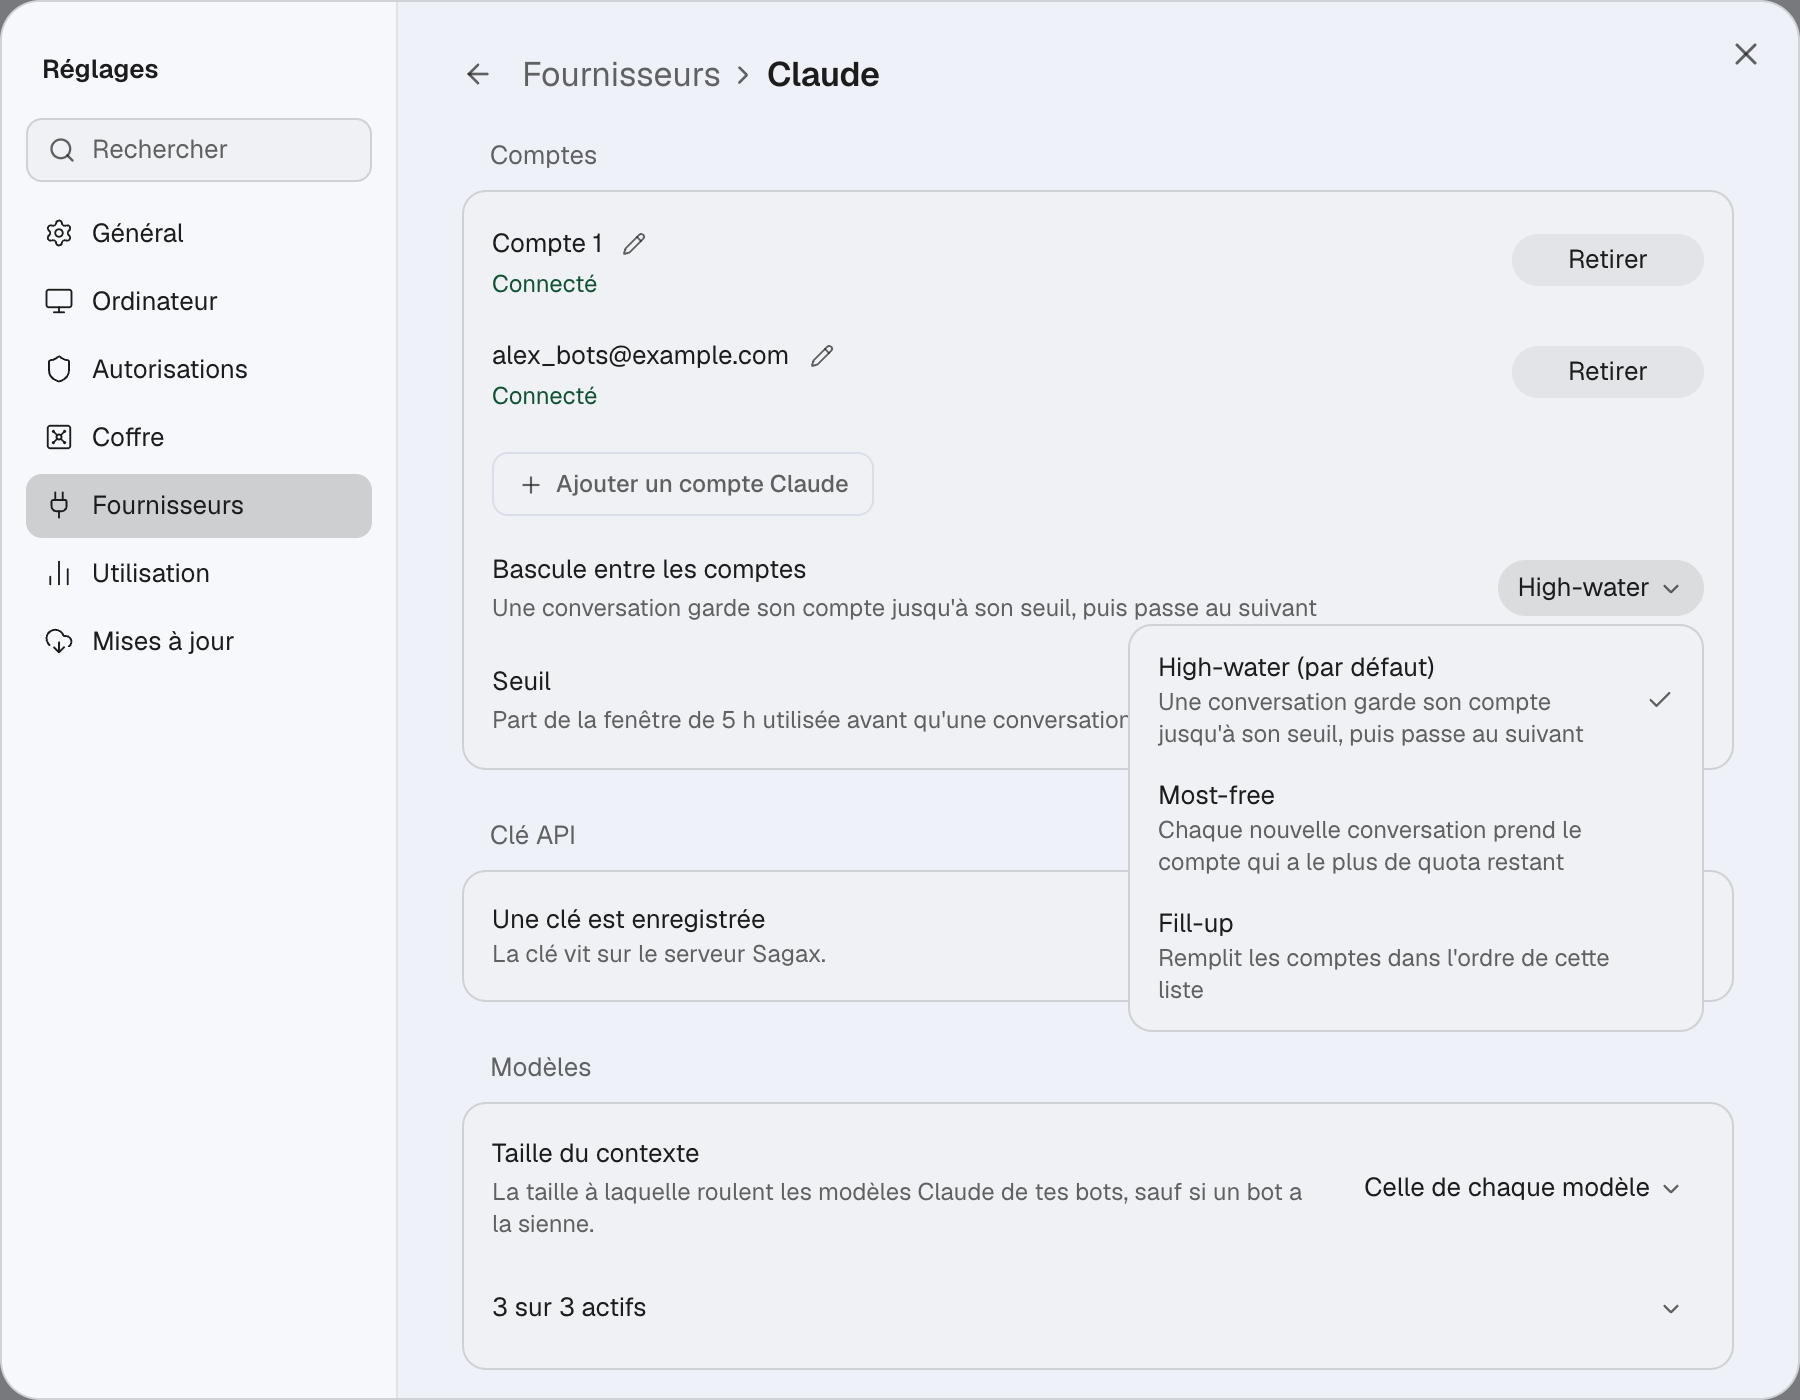 Réglages
Rechercher
Général
Ordinateur
Autorisations
Coffre
Fournisseurs
Utilisation
Mises à jour
Fournisseurs > Claude
Comptes
Compte 1
Connecté
Retirer
alex_bots@example.com
Connecté
Retirer
+ Ajouter un compte Claude
Bascule entre les comptes
Une conversation garde son compte jusqu'à son seuil, puis passe au suivant
High-water
Seuil
Part de la fenêtre de 5 h utilisée avant qu'une conversation
High-water (par défaut)
Une conversation garde son compte
jusqu'à son seuil, puis passe au suivant
Most-free
Chaque nouvelle conversation prend le
compte qui a le plus de quota restant
Fill-up
Remplit les comptes dans l'ordre de cette
liste
Clé API
Une clé est enregistrée
La clé vit sur le serveur Sagax.
Modèles
Taille du contexte
La taille à laquelle roulent les modèles Claude de tes bots, sauf si un bot a
la sienne.
Celle de chaque modèle
3 sur 3 actifs